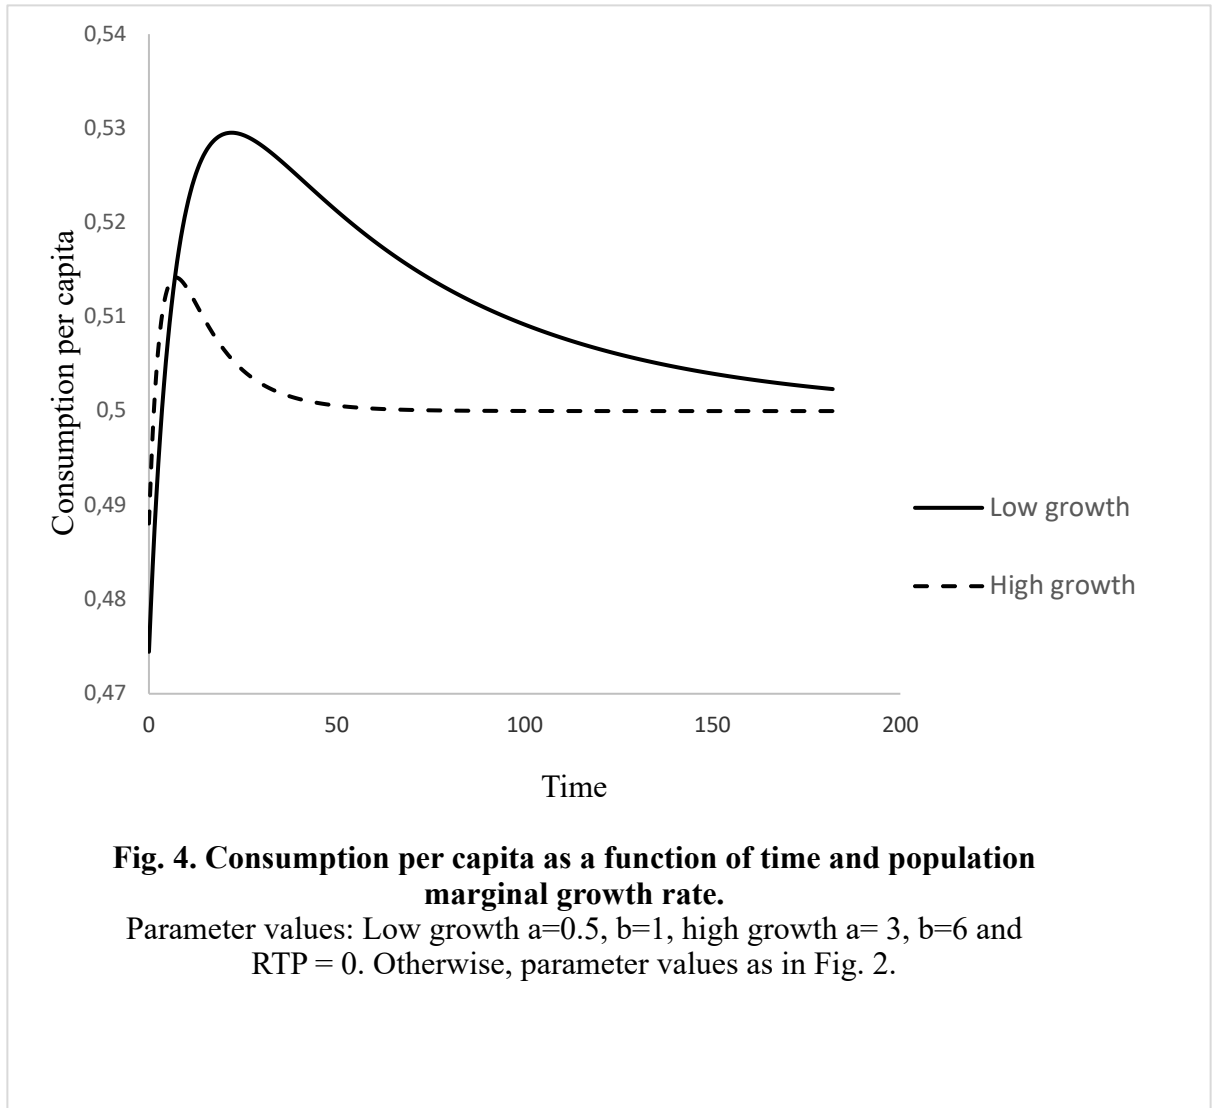 0,54
0,53
0,52
0,51
0,5
0,49
0,48
0,47
Consumption per capita
0 50 100 150 200
Time
Low growth
High growth
Fig. 4. Consumption per capita as a function of time and population
marginal growth rate.
Parameter values: Low growth a=0.5, b=1, high growth a= 3, b=6 and
RTP = 0. Otherwise, parameter values as in Fig. 2.